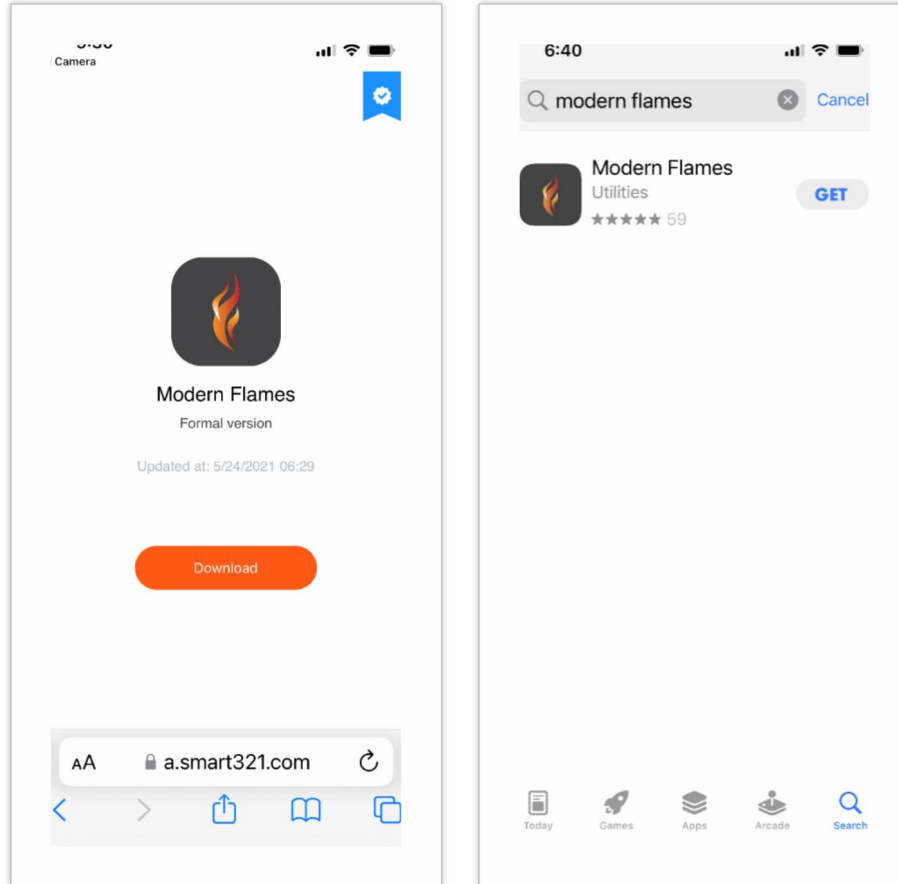 Camera
Modern Flames
Formal version
Updated at: 5/24/2021 06:29
Download
AA a.smart321.com
6:40
modern flames Cancel
Modern Flames
Utilities
★★★★★ 59
GET
Today Games Apps Arcade Search